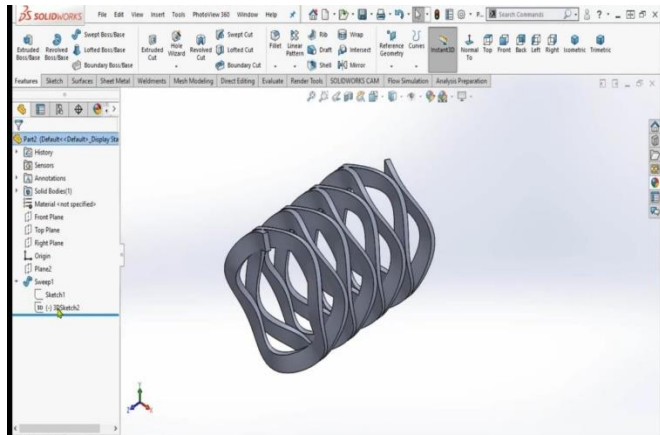 SOLIDWORKS File Edit View Insert Tools PhotoView 360 Window Help Search Commands
Extruded Boss/Base
Revolved Boss/Base
Swept Boss/Base
Lofted Boss/Base
Boundary Boss/Base
Extruded Cut
Hole Wizard
Revolved Cut
Swept Cut
Lofted Cut
Boundary Cut
Fillet
Linear Pattern
Rib
Draft
Shell
Wrap
Intersect
Mirror
Reference Geometry
Curves
Instant3D
Normal To
Top Front Back Left Right Isometric Trimetric
Features Sketch Surfaces Sheet Metal Weldments Mesh Modeling Direct Editing Evaluate Render Tools SOLIDWORKS CAM Flow Simulation Analysis Preparation
Part2 (Default<<Default>_Display Sta
History
Sensors
Annotations
Solid Bodies(1)
Material <not specified>
Front Plane
Top Plane
Right Plane
Origin
Plane2
Sweep1
Sketch1
(-) 3DSketch2